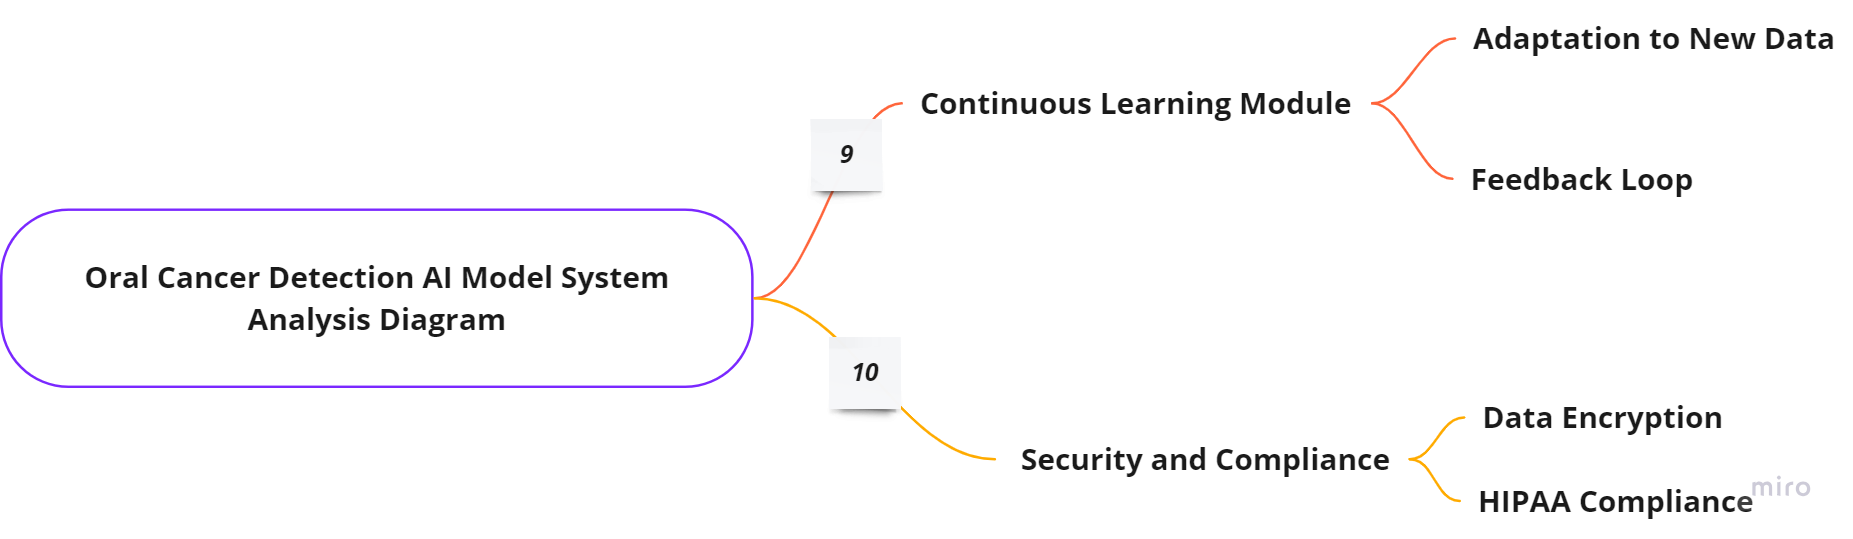 Oral Cancer Detection AI Model System
Analysis Diagram
9
Continuous Learning Module
Adaptation to New Data
Feedback Loop
10
Security and Compliance
Data Encryption
HIPAA Compliance
miro